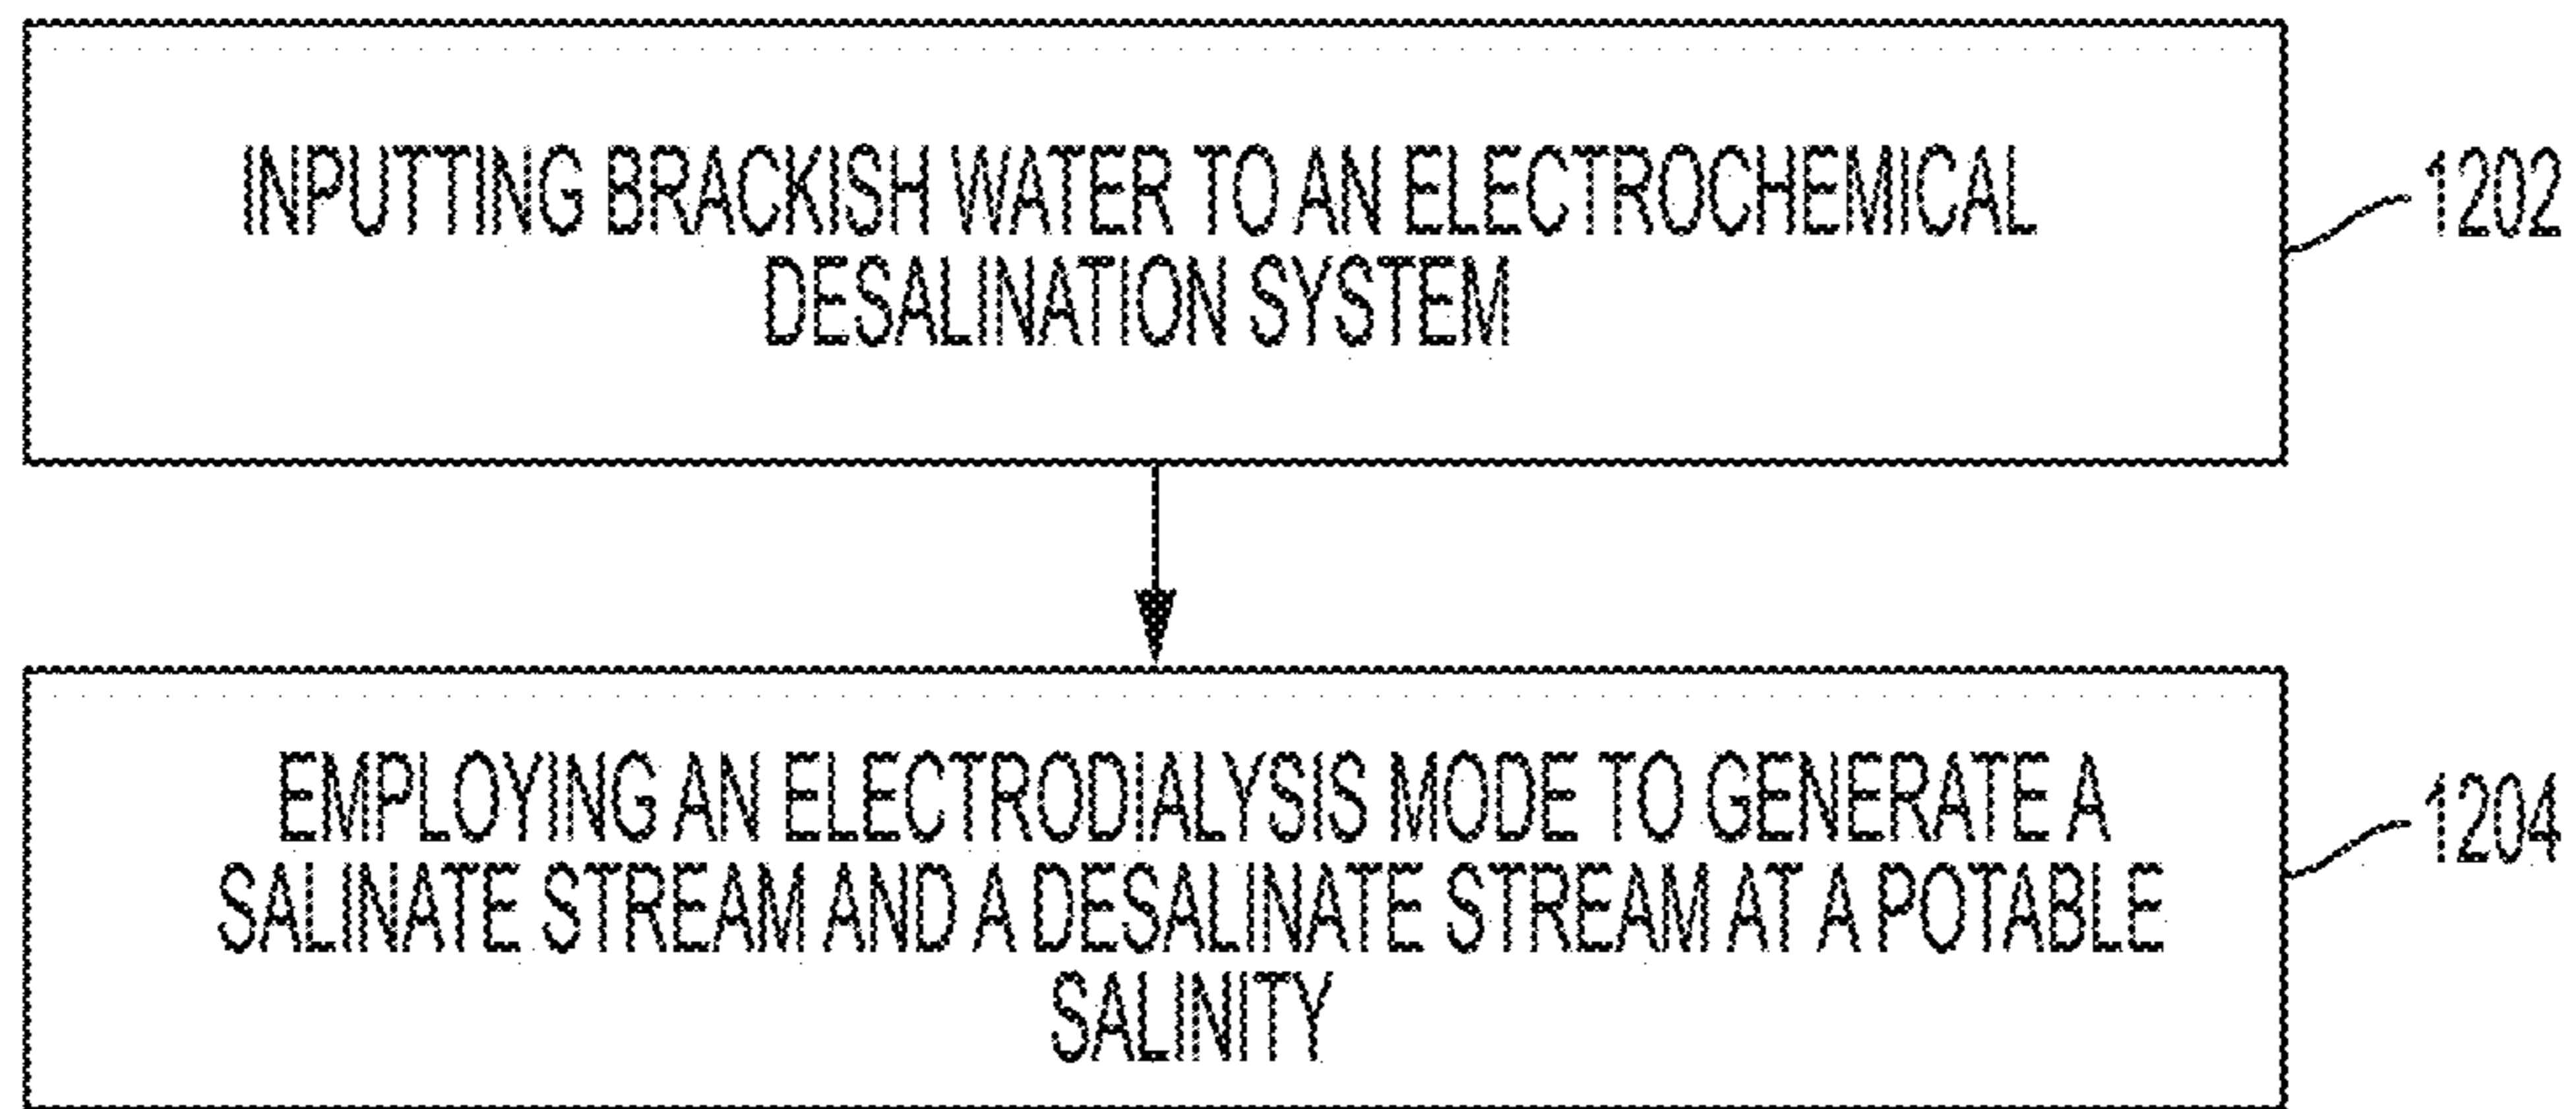 INPUTTING BRACKISH WATER TO AN ELECTROCHEMICAL
DESALINATION SYSTEM
1202
EMPLOYING AN ELECTRODIALYSIS MODE TO GENERATE A
SALINATE STREAM AND A DESALINATE STREAM AT A POTABLE
SALINITY
1204